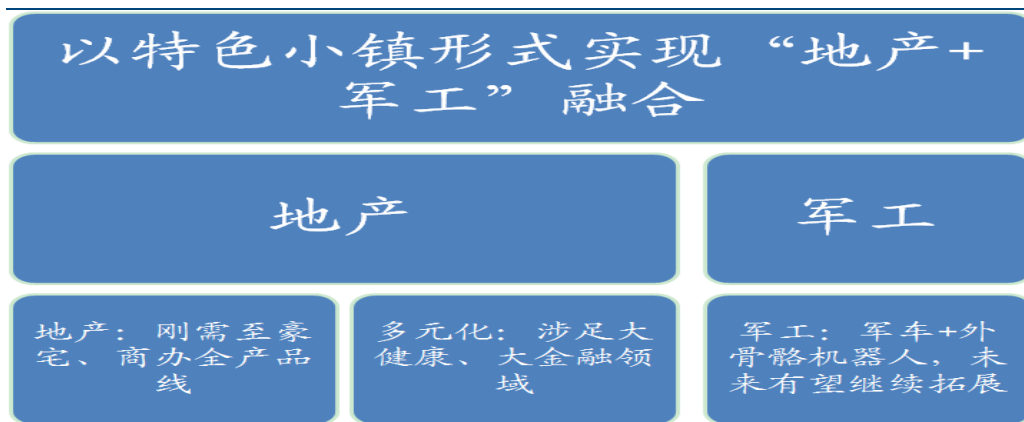 以特色小镇形式实现 “地产+
军工” 融合
地产
军工
地产：刚需至豪
宅、商办全产品
线
多元化：涉足大
健康、大金融领
域
军工：军车+外
骨骼机器人，未
来有望继续拓展